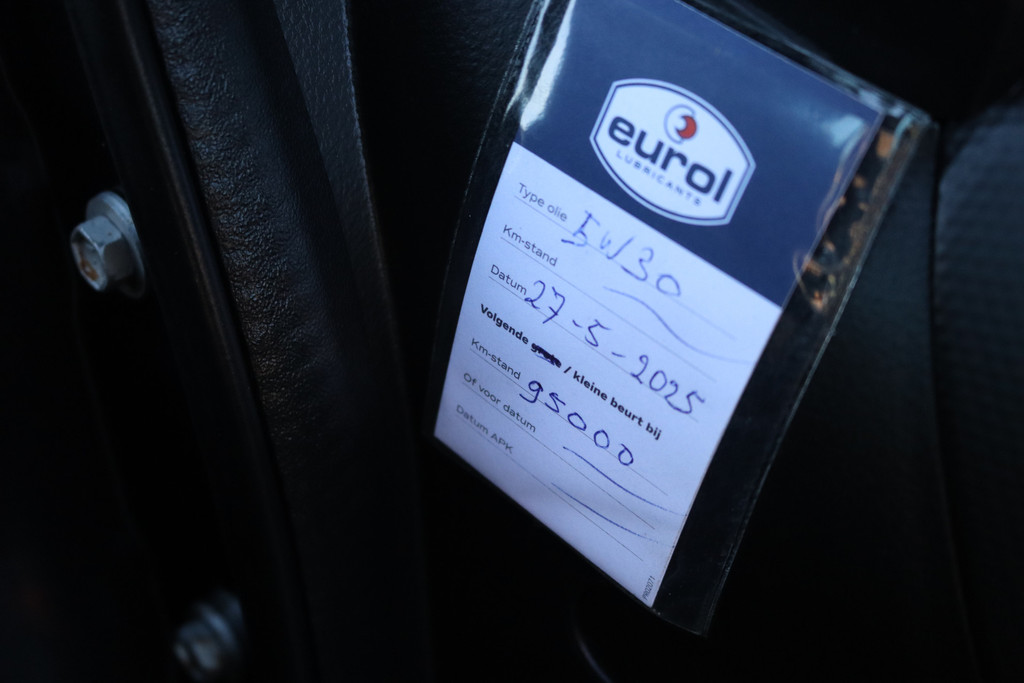 eurol
LUBRICANTS
Type olie 5W30
Km-stand
Datum 27-5-2025
Volgende / kleine beurt bij
Km-stand 95000
Of voor datum
Datum APK